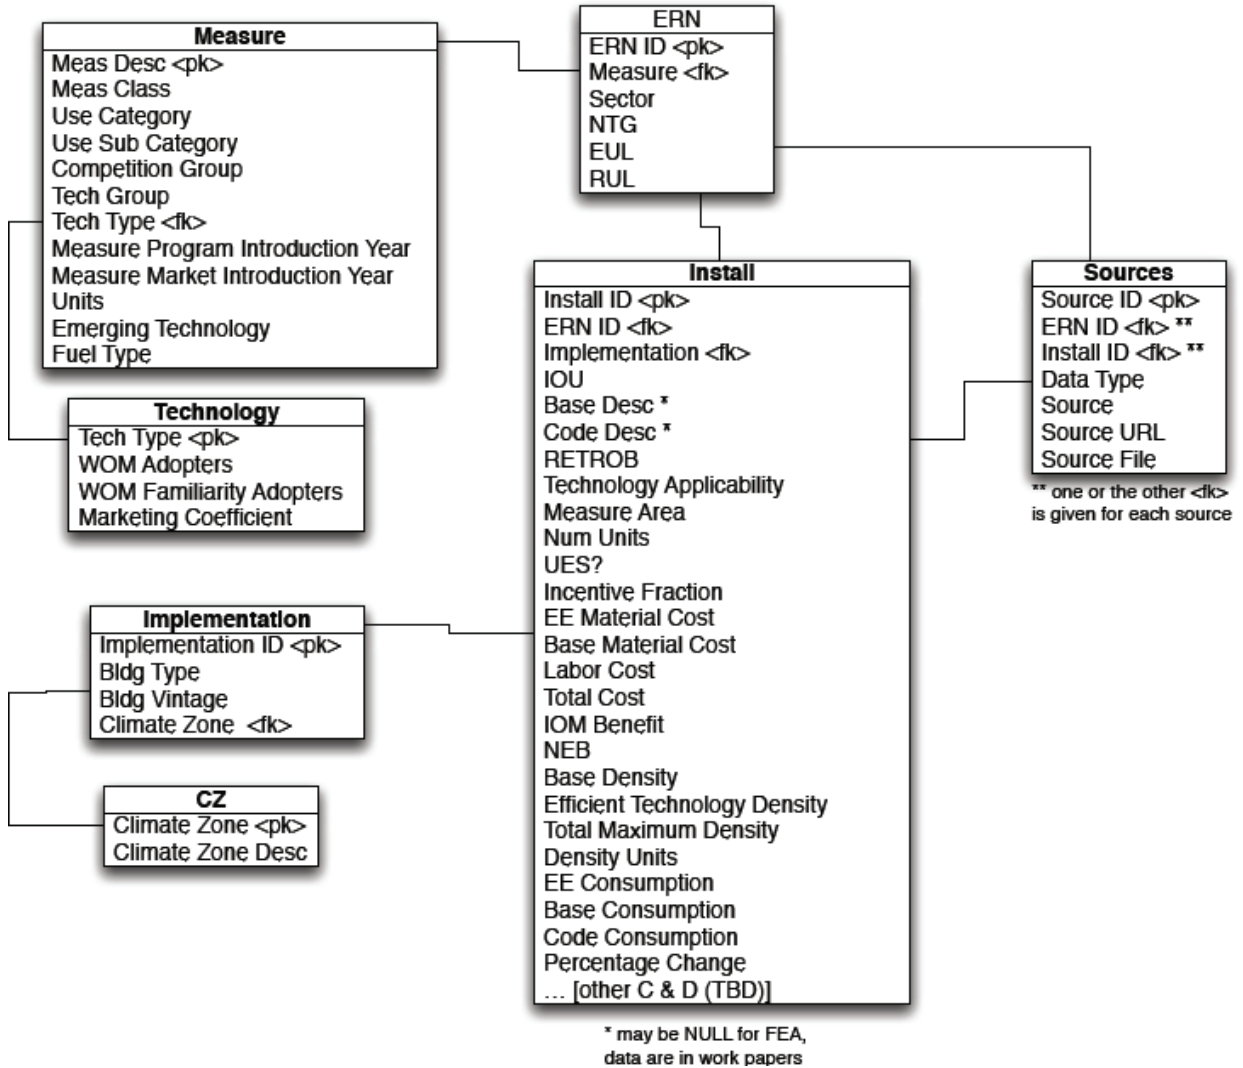 Measure
Meas Desc <pk>
Meas Class
Use Category
Use Sub Category
Competition Group
Tech Group
Tech Type <fk>
Measure Program Introduction Year
Measure Market Introduction Year
Units
Emerging Technology
Fuel Type
ERN
ERN ID <pk>
Measure <fk>
Sector
NTG
EUL
RUL
Technology
Tech Type <pk>
WOM Adopters
WOM Familiarity Adopters
Marketing Coefficient
Implementation
Implementation ID <pk>
Bldg Type
Bldg Vintage
Climate Zone <fk>
CZ
Climate Zone <pk>
Climate Zone Desc
Install
Install ID <pk>
ERN ID <fk>
Implementation <fk>
IOU
Base Desc *
Code Desc *
RETROB
Technology Applicability
Measure Area
Num Units
UES?
Incentive Fraction
EE Material Cost
Base Material Cost
Labor Cost
Total Cost
IOM Benefit
NEB
Base Density
Efficient Technology Density
Total Maximum Density
Density Units
EE Consumption
Base Consumption
Code Consumption
Percentage Change
... [other C & D (TBD)]
* may be NULL for FEA,
data are in work papers
Sources
Source ID <pk>
ERN ID <fk> **
Install ID <fk> **
Data Type
Source
Source URL
Source File
** one or the other <fk>
is given for each source